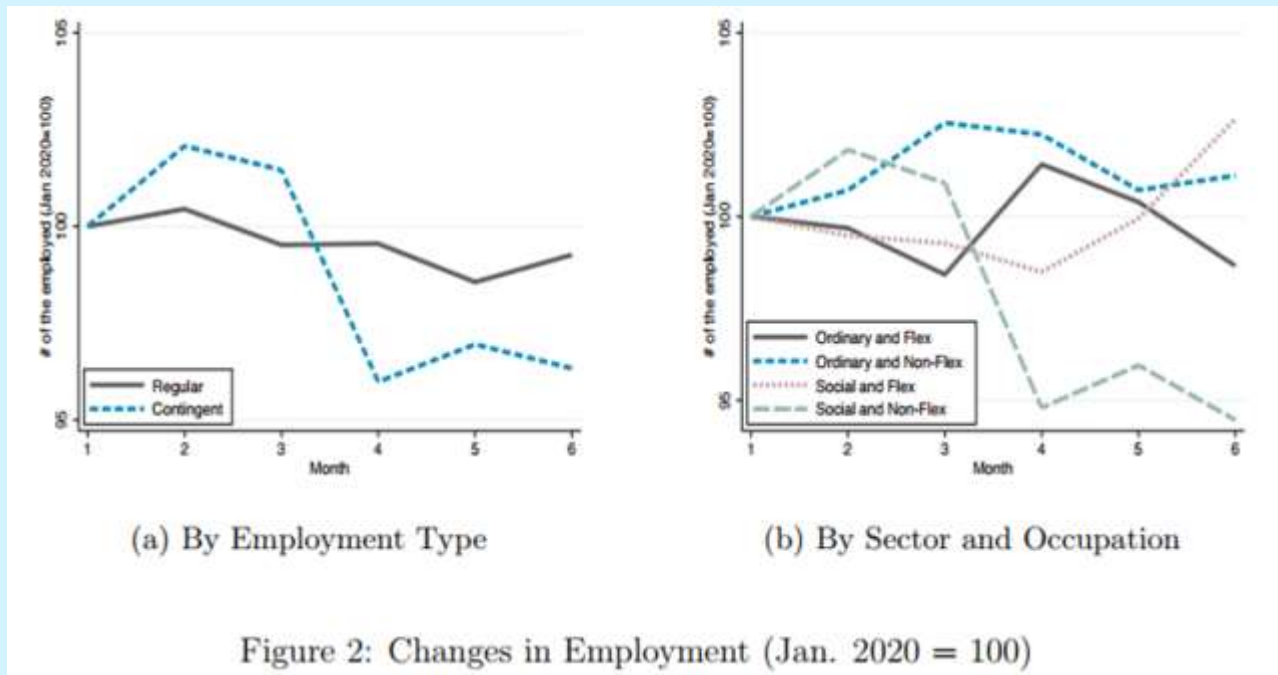 105
100
95
# of the employed (Jan 2020=100)
Regular
Contingent
1 2 3 4 5 6
Month
(a) By Employment Type
105
100
95
# of the employed (Jan 2020=100)
Ordinary and Flex
Ordinary and Non-Flex
Social and Flex
Social and Non-Flex
1 2 3 4 5 6
Month
(b) By Sector and Occupation
Figure 2: Changes in Employment (Jan. 2020 = 100)